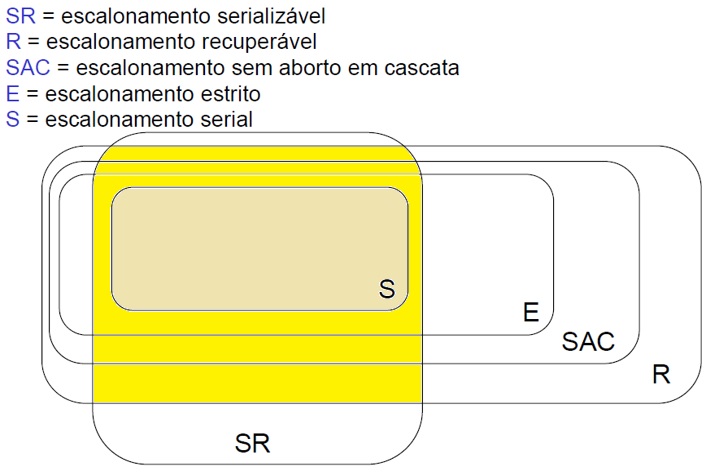 SR = escalonamento serializável
R = escalonamento recuperável
SAC = escalonamento sem aborto em cascata
E = escalonamento estrito
S = escalonamento serial
S
E
SAC
R
SR